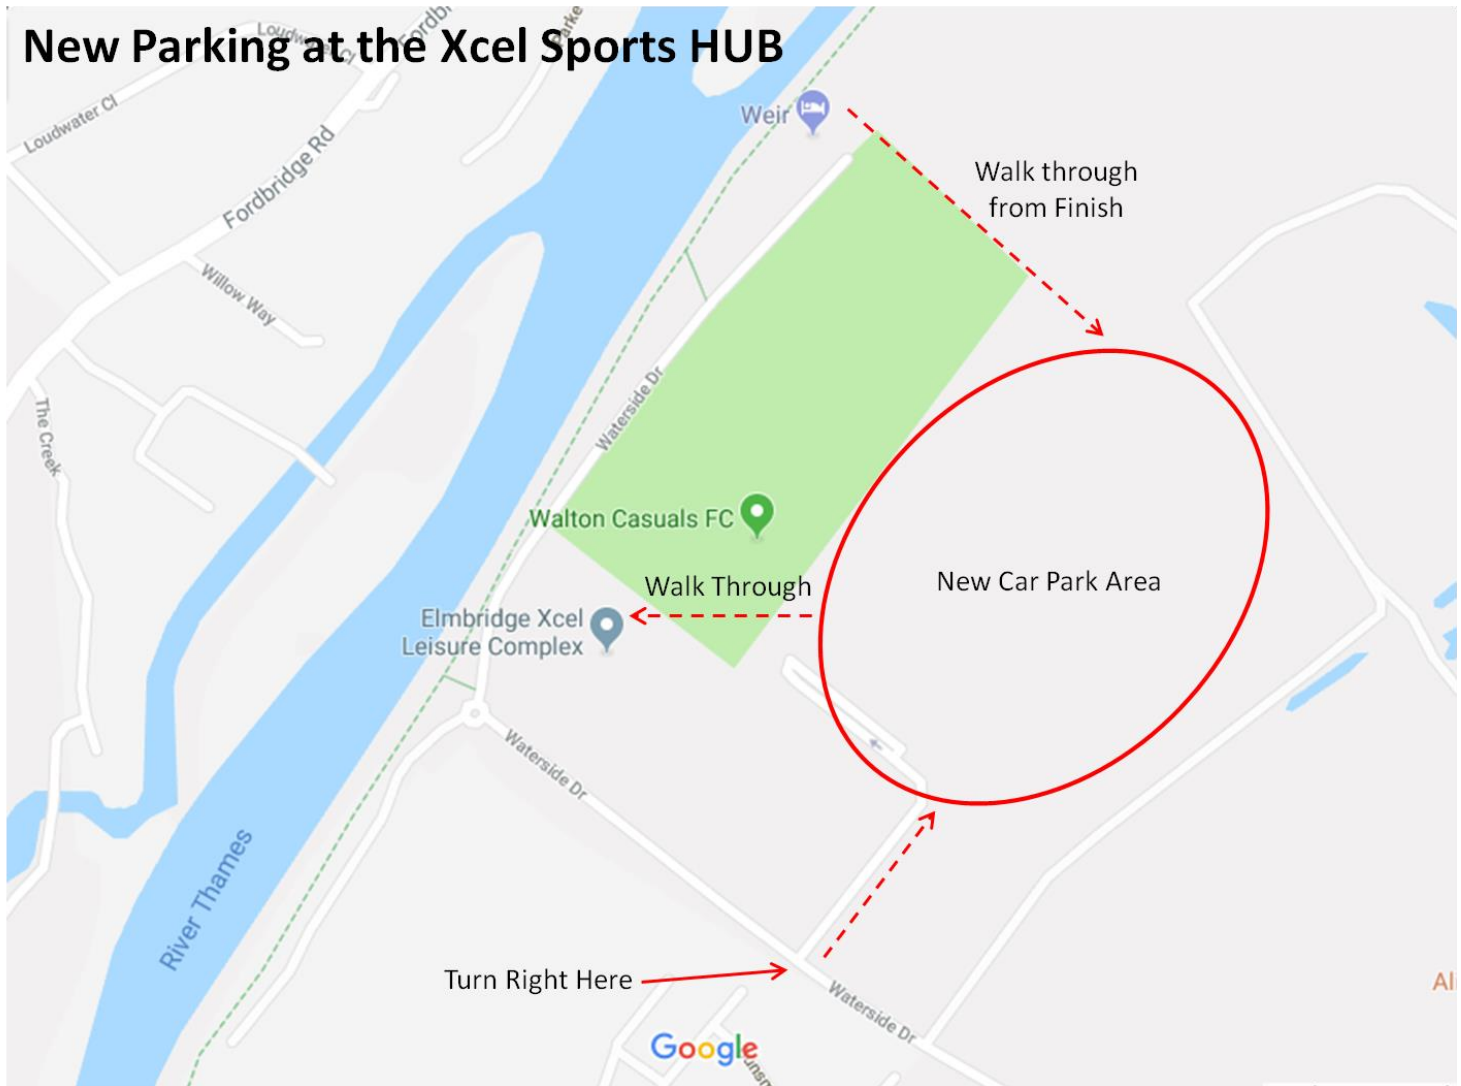 New Parking at the Xcel Sports HUB
Loudwater Cl
Loudwater Cl
Fordbridge Rd
Willow Way
The Creek
Weir
Walk through
from Finish
Waterside Dr
Walton Casuals FC
Walk Through
New Car Park Area
Elmbridge Xcel
Leisure Complex
Waterside Dr
River Thames
Turn Right Here
Waterside Dr
Google